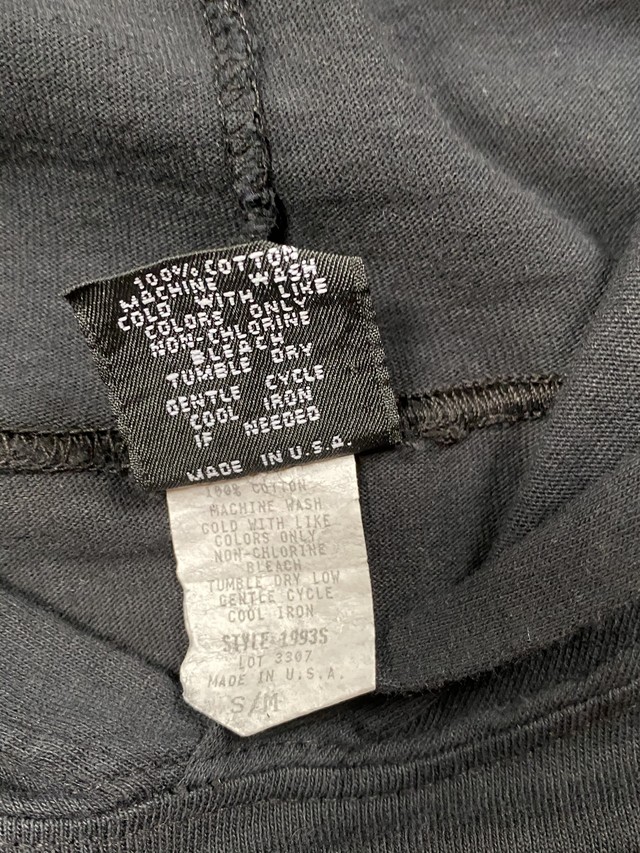 100% COTTON
MACHINE WASH
COLD WITH LIKE
COLORS ONLY
NON-CHLORINE
BLEACH
TUMBLE DRY
GENTLE CYCLE
COOL IRON
IF NEEDED
MADE IN U.S.A.
100% COTTON
MACHINE WASH
COLD WITH LIKE
COLORS ONLY
NON-CHLORINE
BLEACH
TUMBLE DRY LOW
GENTLE CYCLE
COOL IRON
STYLE 1993S
LOT 3307
MADE IN U.S.A.
S/M